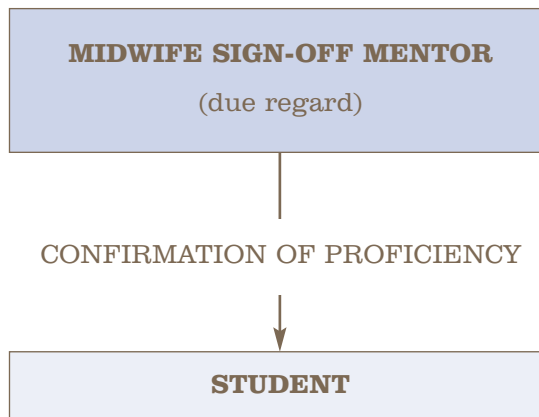 MIDWIFE SIGN-OFF MENTOR
(due regard)
CONFIRMATION OF PROFICIENCY
STUDENT